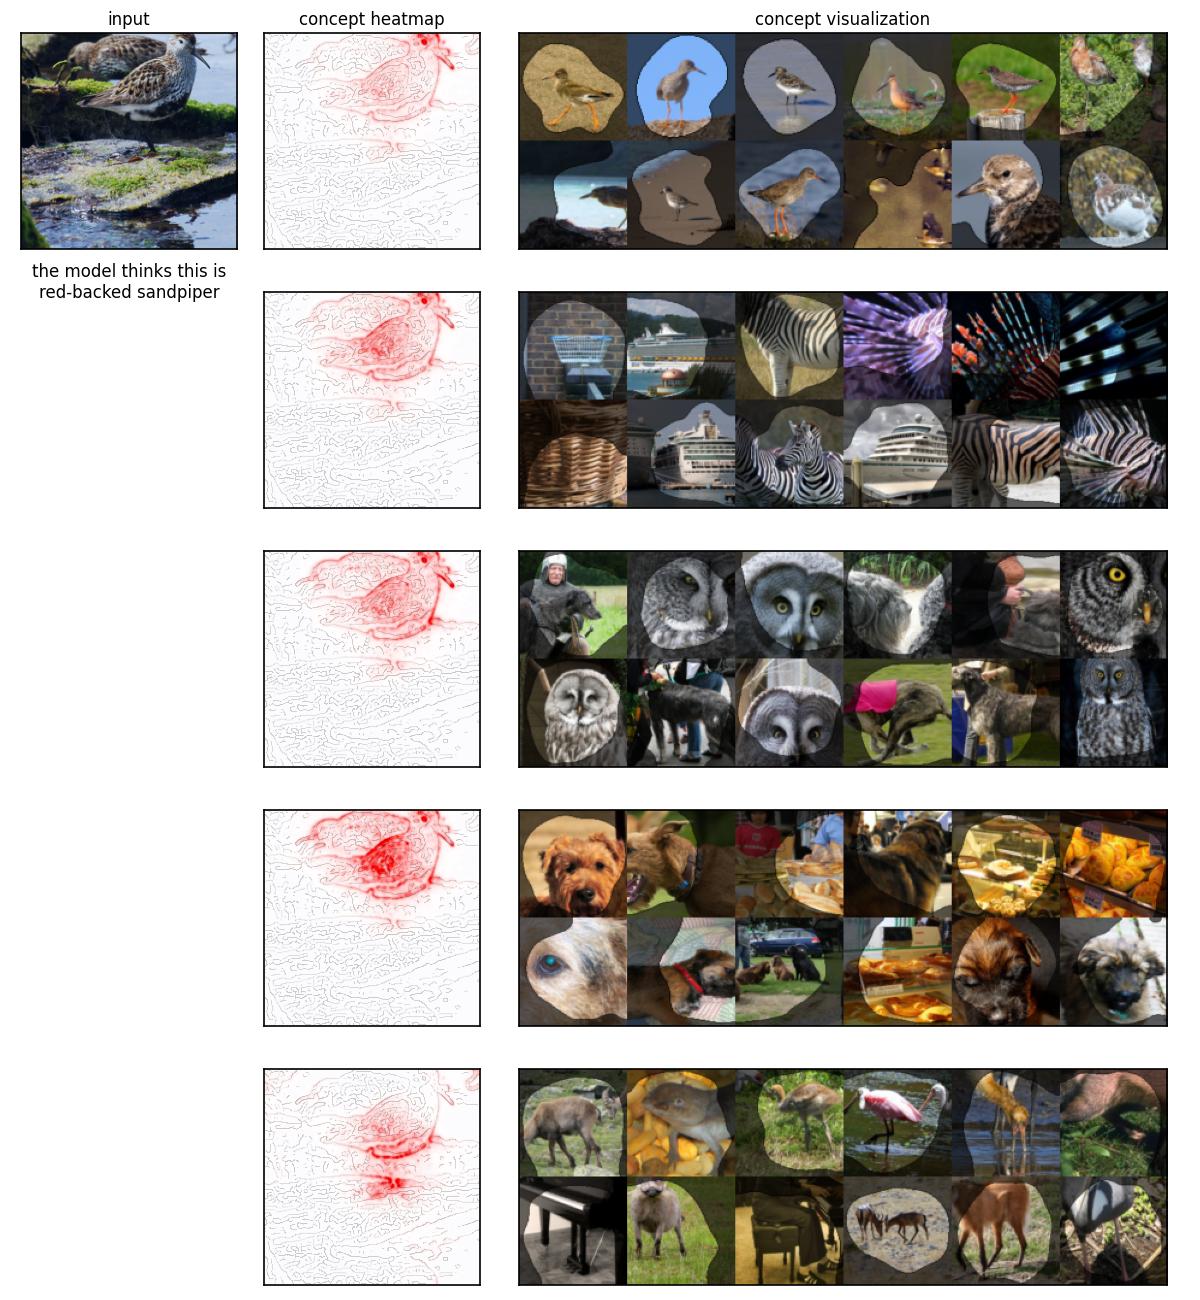 input
concept heatmap
concept visualization
the model thinks this is
red-backed sandpiper